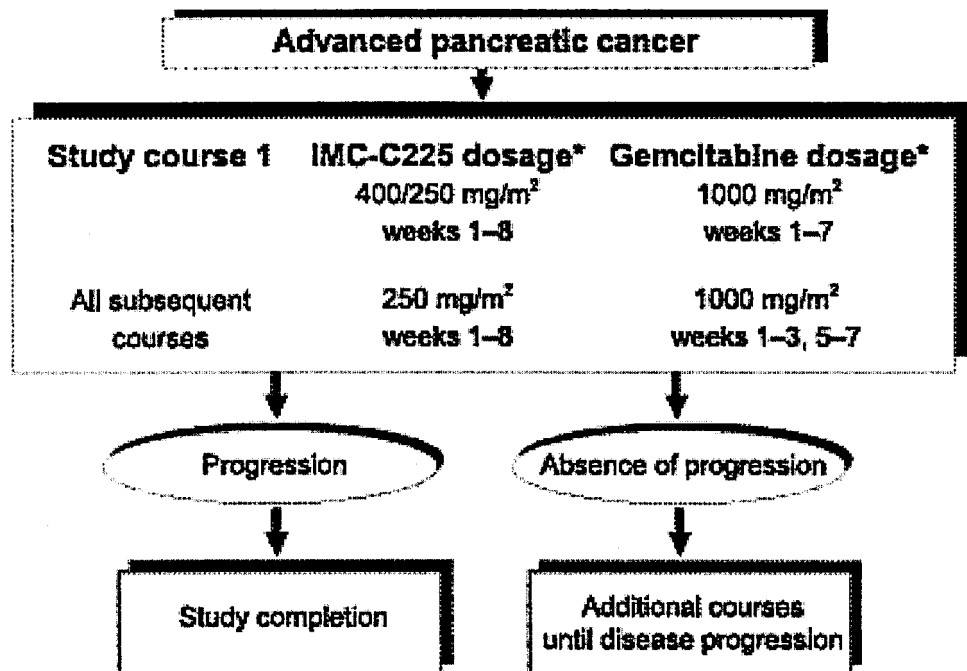 Advanced pancreatic cancer
Study course 1 IMC-C225 dosage* Gemcitabine dosage*
400/250 mg/m² 1000 mg/m²
weeks 1–8 weeks 1–7
All subsequent 250 mg/m² 1000 mg/m²
courses weeks 1–8 weeks 1–3, 5–7
Progression Absence of progression
Study completion
Additional courses
until disease progression